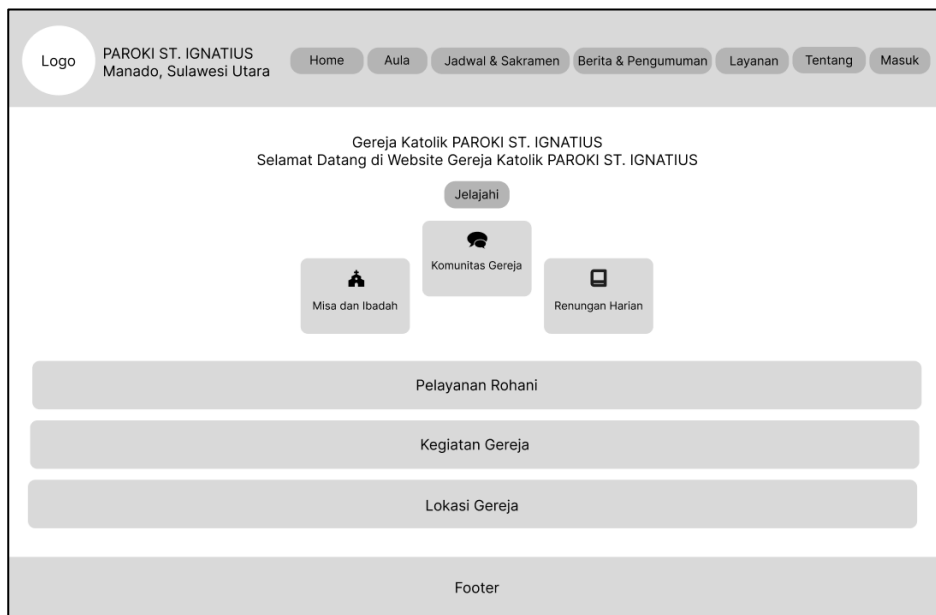 Logo
PAROKI ST. IGNATIUS
Manado, Sulawesi Utara
Home
Aula
Jadwal & Sakramen
Berita & Pengumuman
Layanan
Tentang
Masuk
Gereja Katolik PAROKI ST. IGNATIUS
Selamat Datang di Website Gereja Katolik PAROKI ST. IGNATIUS
Jelajahi
Komunitas Gereja
Misa dan Ibadah
Renungan Harian
Pelayanan Rohani
Kegiatan Gereja
Lokasi Gereja
Footer